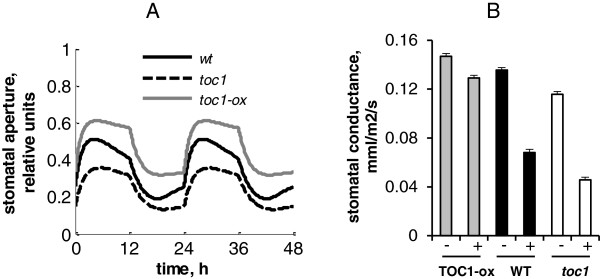 A
B
stomatal aperture,
relative units
1
0.8
0.6
0.4
0.2
0
wt
toc1
toc1-ox
0 12 24 36 48
time, h
stomatal conductance,
mml/m2/s
0.16
0.12
0.08
0.04
0
- + - + - +
TOC1-ox WT toc1